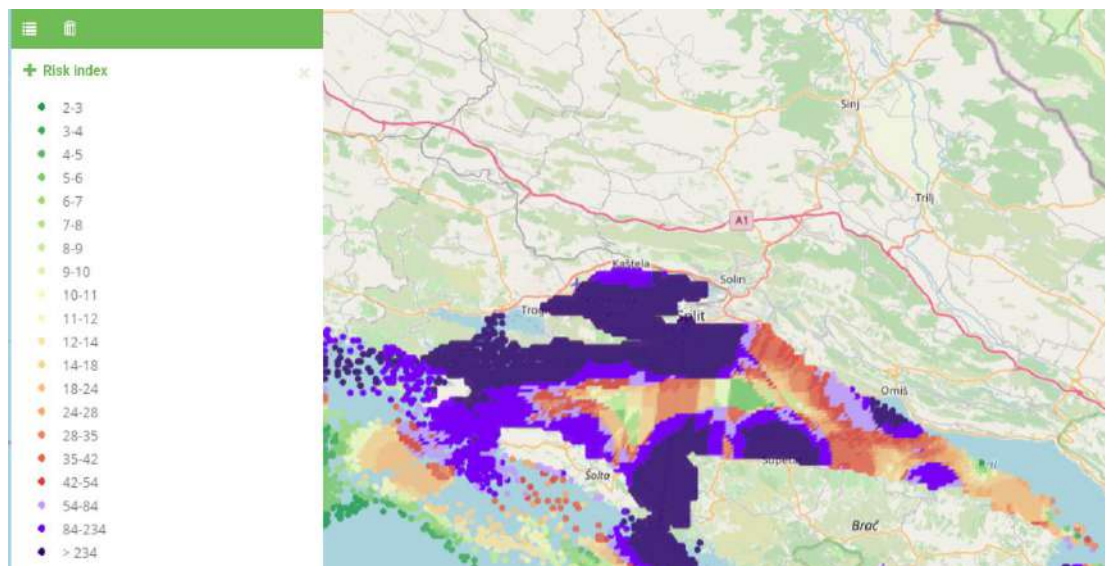 Risk index
2-3
3-4
4-5
5-6
6-7
7-8
8-9
9-10
10-11
11-12
12-14
14-18
18-24
24-28
28-35
35-42
42-54
54-84
84-234
> 234
Sinj
Trilj
A1
Kaštela
Solin
Omiš
Šolta
Brač